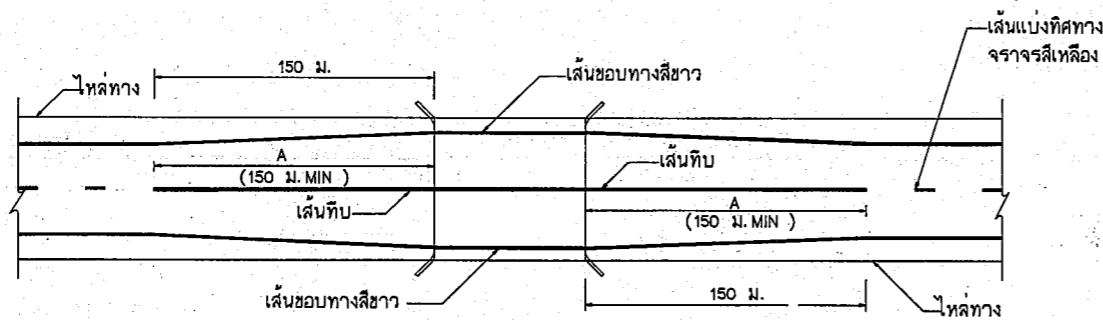 เส้นแบ่งทิศทาง
จราจรสีเหลือง
150 ม.
เส้นขอบทางสีขาว
ไหล่ทาง
A
(150 ม. MIN )
เส้นทึบ
เส้นทึบ
A
(150 ม. MIN )
เส้นขอบทางสีขาว
150 ม.
ไหล่ทาง